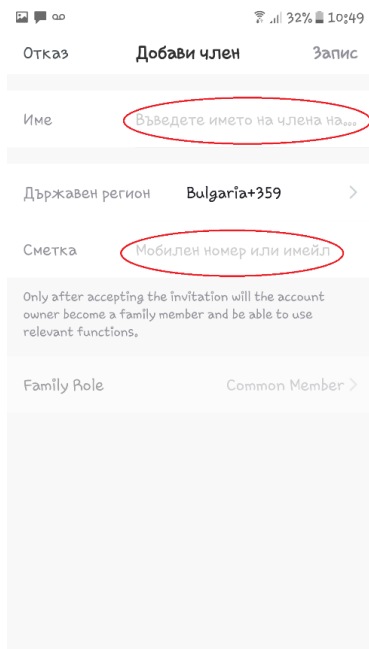 32% 10:49
Отказ Добави член Запис
Име Въведете името на члена на...
Държавен регион Bulgaria+359 >
Сметка Мобилен номер или имейл
Only after accepting the invitation will the account
owner become a family member and be able to use
relevant functions.
Family Role Common Member >